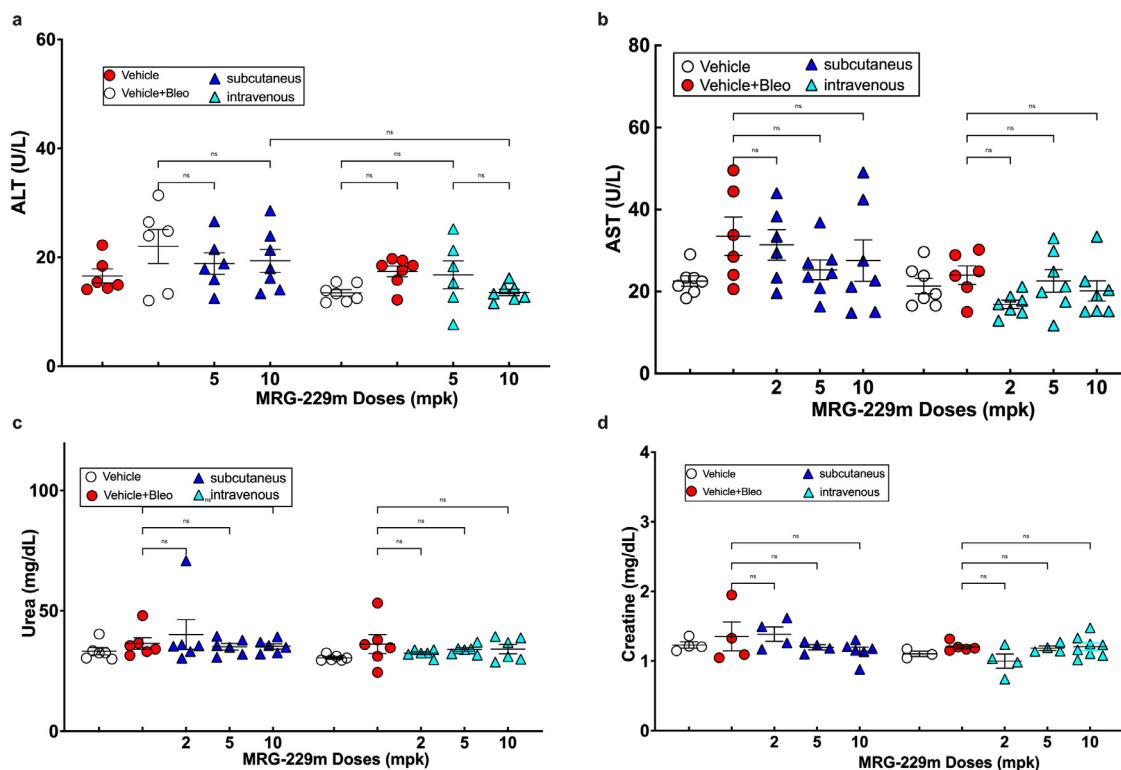 a
60
40
20
0
ALT (U/L)
Vehicle
Vehicle+Bleo
subcutaneus
intravenous
ns
ns
ns
ns
ns
ns
ns
5
10
5
10
MRG-229m Doses (mpk)
b
80
60
40
20
0
AST (U/L)
Vehicle
Vehicle+Bleo
subcutaneus
intravenous
ns
ns
ns
ns
ns
ns
2
5
10
2
5
10
MRG-229m Doses (mpk)
c
100
50
0
Urea (mg/dL)
Vehicle
Vehicle+Bleo
subcutaneus
intravenous
ns
ns
ns
ns
ns
ns
2
5
10
2
5
10
MRG-229m Doses (mpk)
d
4
3
2
1
0
Creatine (mg/dL)
Vehicle
Vehicle+Bleo
subcutaneus
intravenous
ns
ns
ns
ns
ns
ns
2
5
10
2
5
10
MRG-229m Doses (mpk)